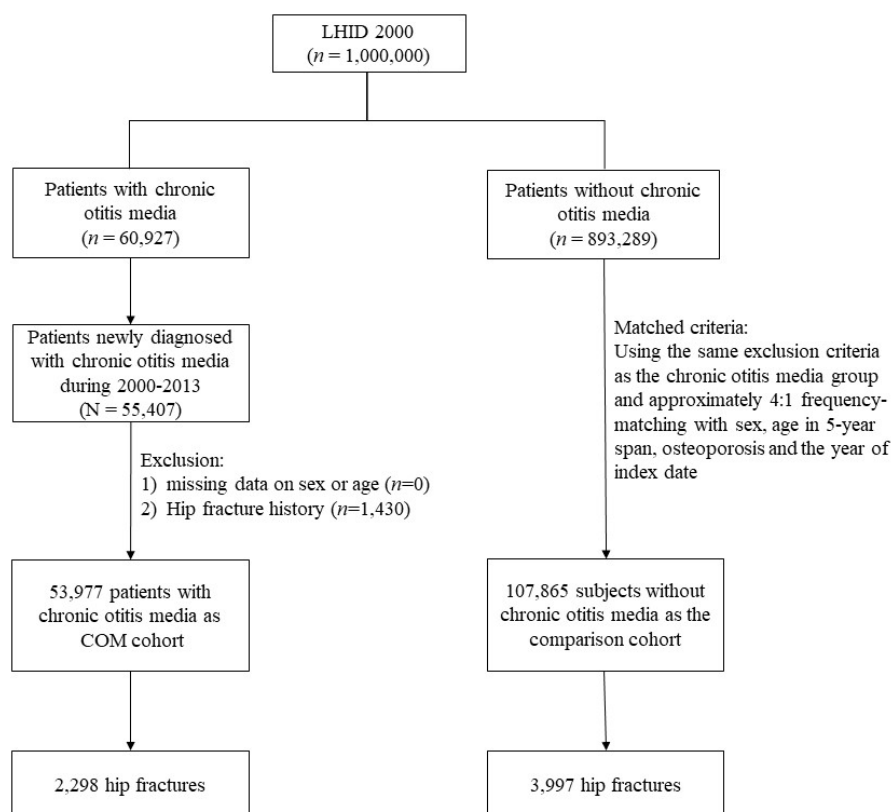 LHID 2000
(n = 1,000,000)
Patients with chronic
otitis media
(n = 60,927)
Patients without chronic
otitis media
(n = 893,289)
Patients newly diagnosed
with chronic otitis media
during 2000-2013
(N = 55,407)
Matched criteria:
Using the same exclusion criteria
as the chronic otitis media group
and approximately 4:1 frequency-
matching with sex, age in 5-year
span, osteoporosis and the year of
index date
Exclusion:
1) missing data on sex or age (n=0)
2) Hip fracture history (n=1,430)
53,977 patients with
chronic otitis media as
COM cohort
107,865 subjects without
chronic otitis media as the
comparison cohort
2,298 hip fractures
3,997 hip fractures